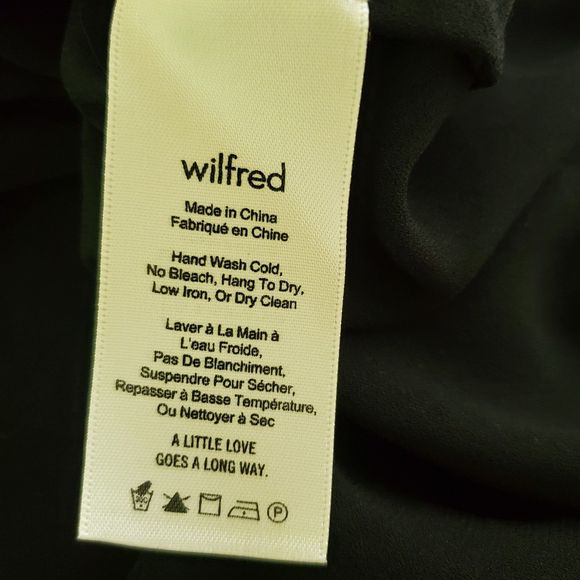 wilfred
Made in China
Fabriqué en Chine
Hand Wash Cold,
No Bleach, Hang To Dry,
Low Iron, Or Dry Clean
Laver à La Main à
L'eau Froide,
Pas De Blanchiment,
Suspendre Pour Sécher,
Repasser à Basse Température,
Ou Nettoyer à Sec
A LITTLE LOVE
GOES A LONG WAY.
P